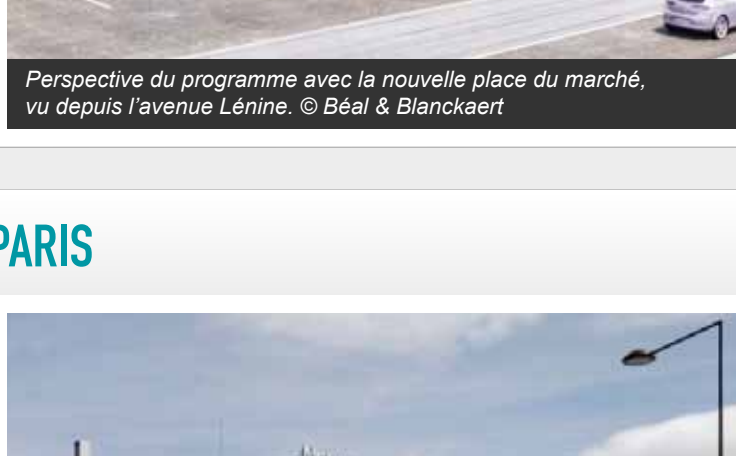 Perspective du programme avec la nouvelle place du marché,
vu depuis l'avenue Lénine. © Béal & Blanckaert
PARIS